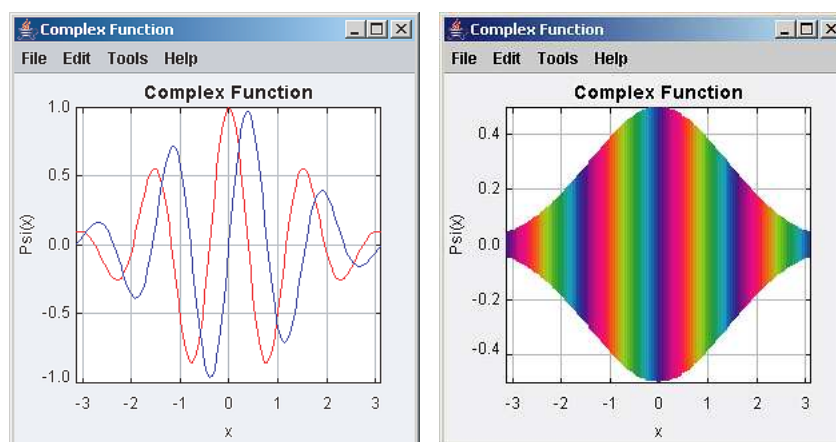 Complex Function
File Edit Tools Help
Complex Function
1.0
0.5
0.0
-0.5
-1.0
Psi(x)
-3 -2 -1 0 1 2 3
x
Complex Function
File Edit Tools Help
Complex Function
0.4
0.2
0.0
-0.2
-0.4
Psi(x)
-3 -2 -1 0 1 2 3
x